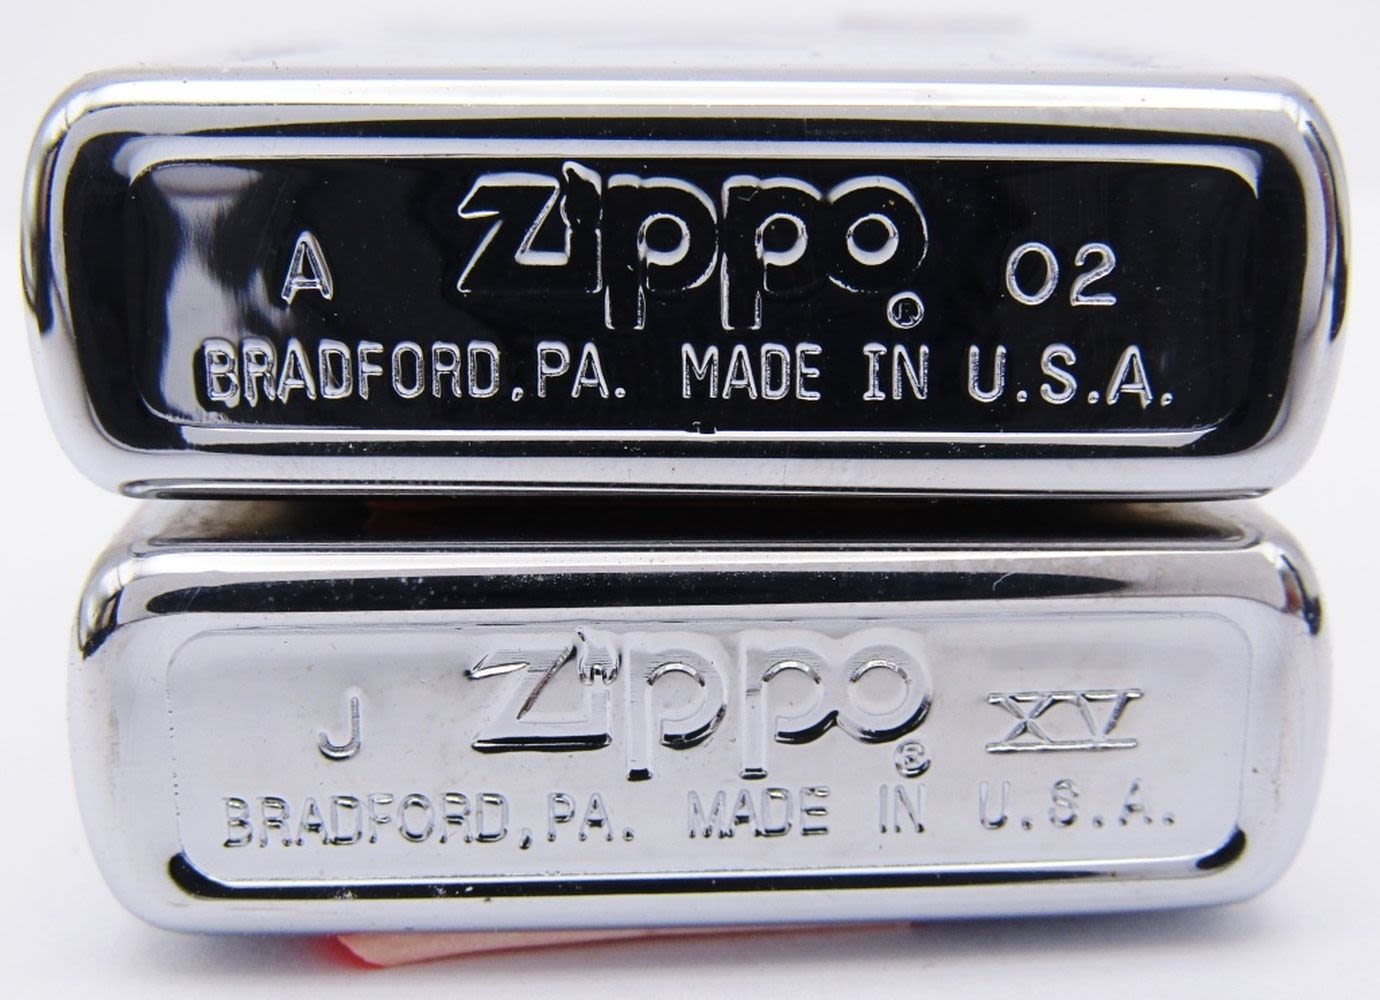 A Zippo ® 02
BRADFORD, PA. MADE IN U.S.A.
J Zippo ® XV
BRADFORD, PA. MADE IN U.S.A.